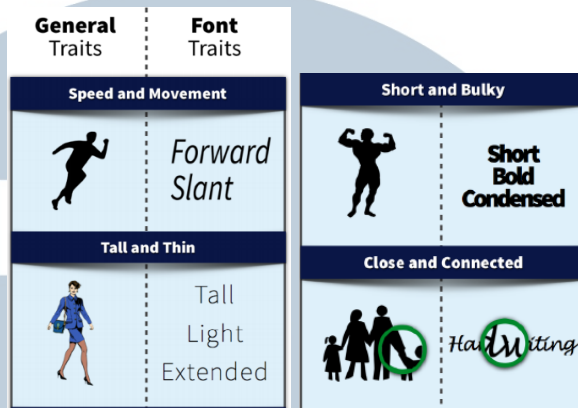 General
Traits
Font
Traits
Speed and Movement
Forward
Slant
Tall and Thin
Tall
Light
Extended
Short and Bulky
Short
Bold
Condensed
Close and Connected
Handwriting